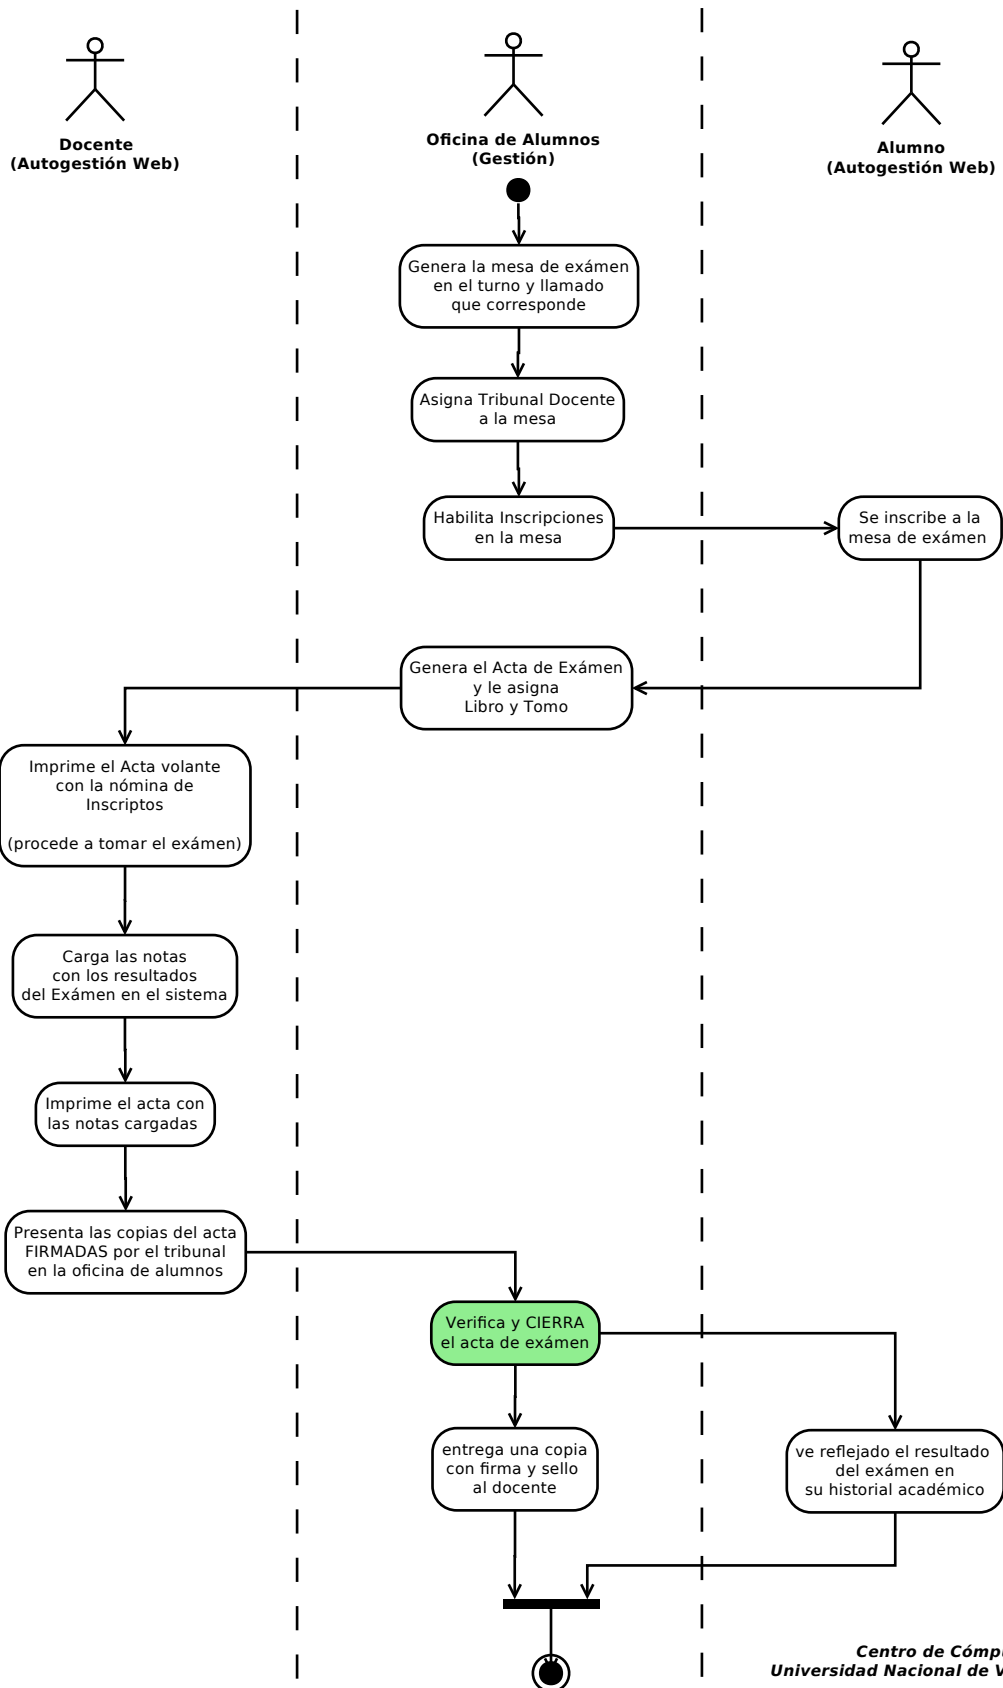 Docente
(Autogestión Web)
Oficina de Alumnos
(Gestión)
Alumno
(Autogestión Web)
Genera la mesa de exámen
en el turno y llamado
que corresponde
Asigna Tribunal Docente
a la mesa
Habilita Inscripciones
en la mesa
Se inscribe a la
mesa de exámen
Genera el Acta de Exámen
y le asigna
Libro y Tomo
Imprime el Acta volante
con la nómina de
Inscriptos
(procede a tomar el exámen)
Carga las notas
con los resultados
del Exámen en el sistema
Imprime el acta con
las notas cargadas
Presenta las copias del acta
FIRMADAS por el tribunal
en la oficina de alumnos
Verifica y CIERRA
el acta de exámen
entrega una copia
con firma y sello
al docente
ve reflejado el resultado
del exámen en
su historial académico
Centro de
Universidad Nacional de